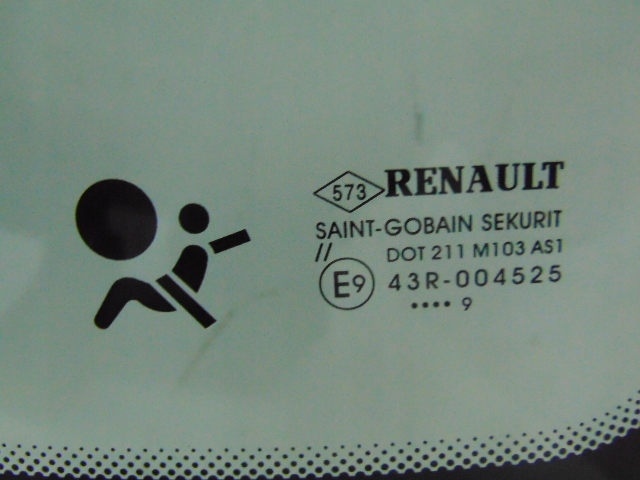 573 RENAULT
SAINT-GOBAIN SEKURIT
// DOT 211 M103 AS1
E9 43R-004525
•••• 9